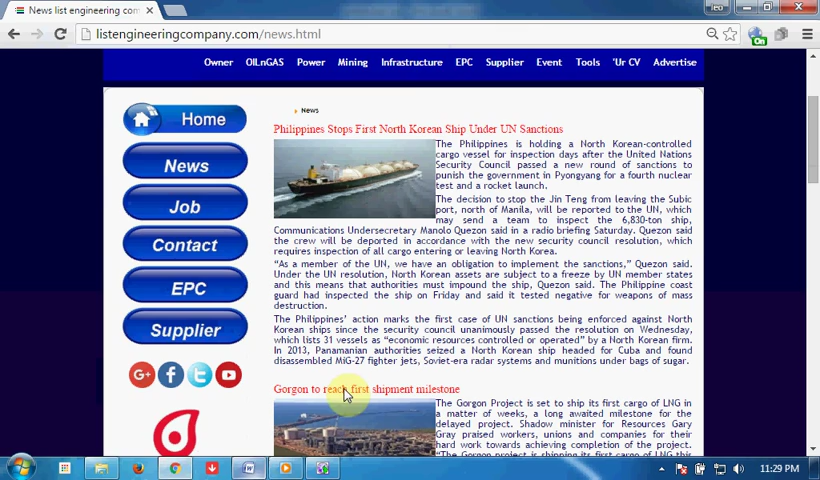 News list engineering com
leo
listengineeringcompany.com/news.html
On
Owner OILnGAS Power Mining Infrastructure EPC Supplier Event Tools 'Ur CV Advertise
Home
News
Job
Contact
EPC
Supplier
News
Philippines Stops First North Korean Ship Under UN Sanctions
The Philippines is holding a North Korean-controlled
cargo vessel for inspection days after the United Nations
Security Council passed a new round of sanctions to
punish the government in Pyongyang for a fourth nuclear
test and a rocket launch.
The decision to stop the Jin Teng from leaving the Subic
port, north of Manila, will be reported to the UN, which
may send a team to inspect the 6,830-ton ship,
Communications Undersecretary Manolo Quezon said in a radio briefing Saturday. Quezon said
the crew will be deported in accordance with the new security council resolution, which
requires inspection of all cargo entering or leaving North Korea.
“As a member of the UN, we have an obligation to implement the sanctions,” Quezon said.
Under the UN resolution, North Korean assets are subject to a freeze by UN member states
and this means that authorities must impound the ship, Quezon said. The Philippine coast
guard had inspected the ship on Friday and said it tested negative for weapons of mass
destruction.
The Philippines’ action marks the first case of UN sanctions being enforced against North
Korean ships since the security council unanimously passed the resolution on Wednesday,
which lists 31 vessels as “economic resources controlled or operated” by a North Korean firm.
In 2013, Panamanian authorities seized a North Korean ship headed for Cuba and found
disassembled MiG-27 fighter jets, Soviet-era radar systems and munitions under bags of sugar.
Gorgon to reach first shipment milestone
The Gorgon Project is set to ship its first cargo of LNG in
a matter of weeks, a long awaited milestone for the
delayed project. Shadow minister for Resources Gary
Gray praised workers, unions and companies for their
hard work towards achieving completion of the project.
"The Gorgon project is shipping its first cargo of LNG this
11:29 PM